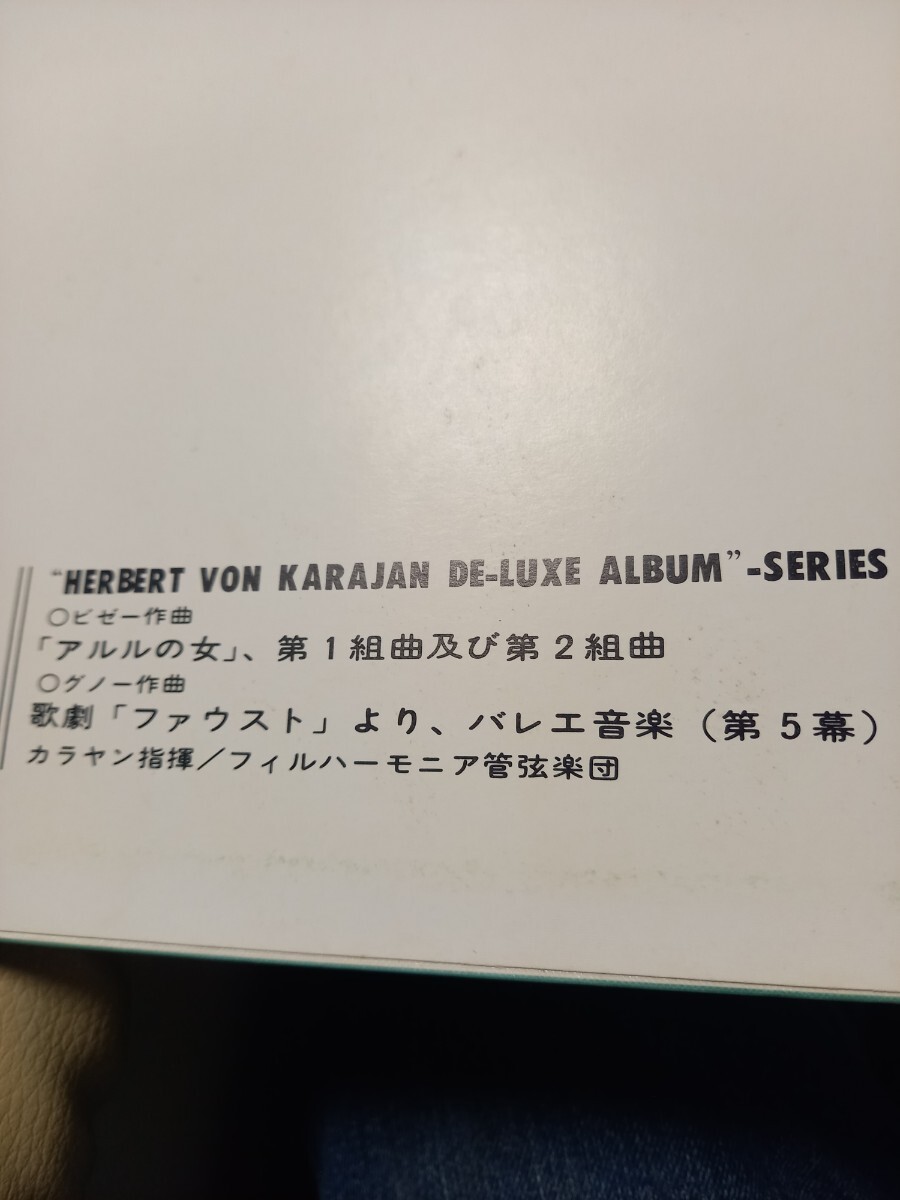 “HERBERT VON KARAJAN DE-LUXE ALBUM”-SERIES
○ビゼー作曲
「アルルの女」、第1組曲及び第2組曲
○グノー作曲
歌劇「ファウスト」より、バレエ音楽（第5幕）
カラヤン指揮／フィルハーモニア管弦楽団